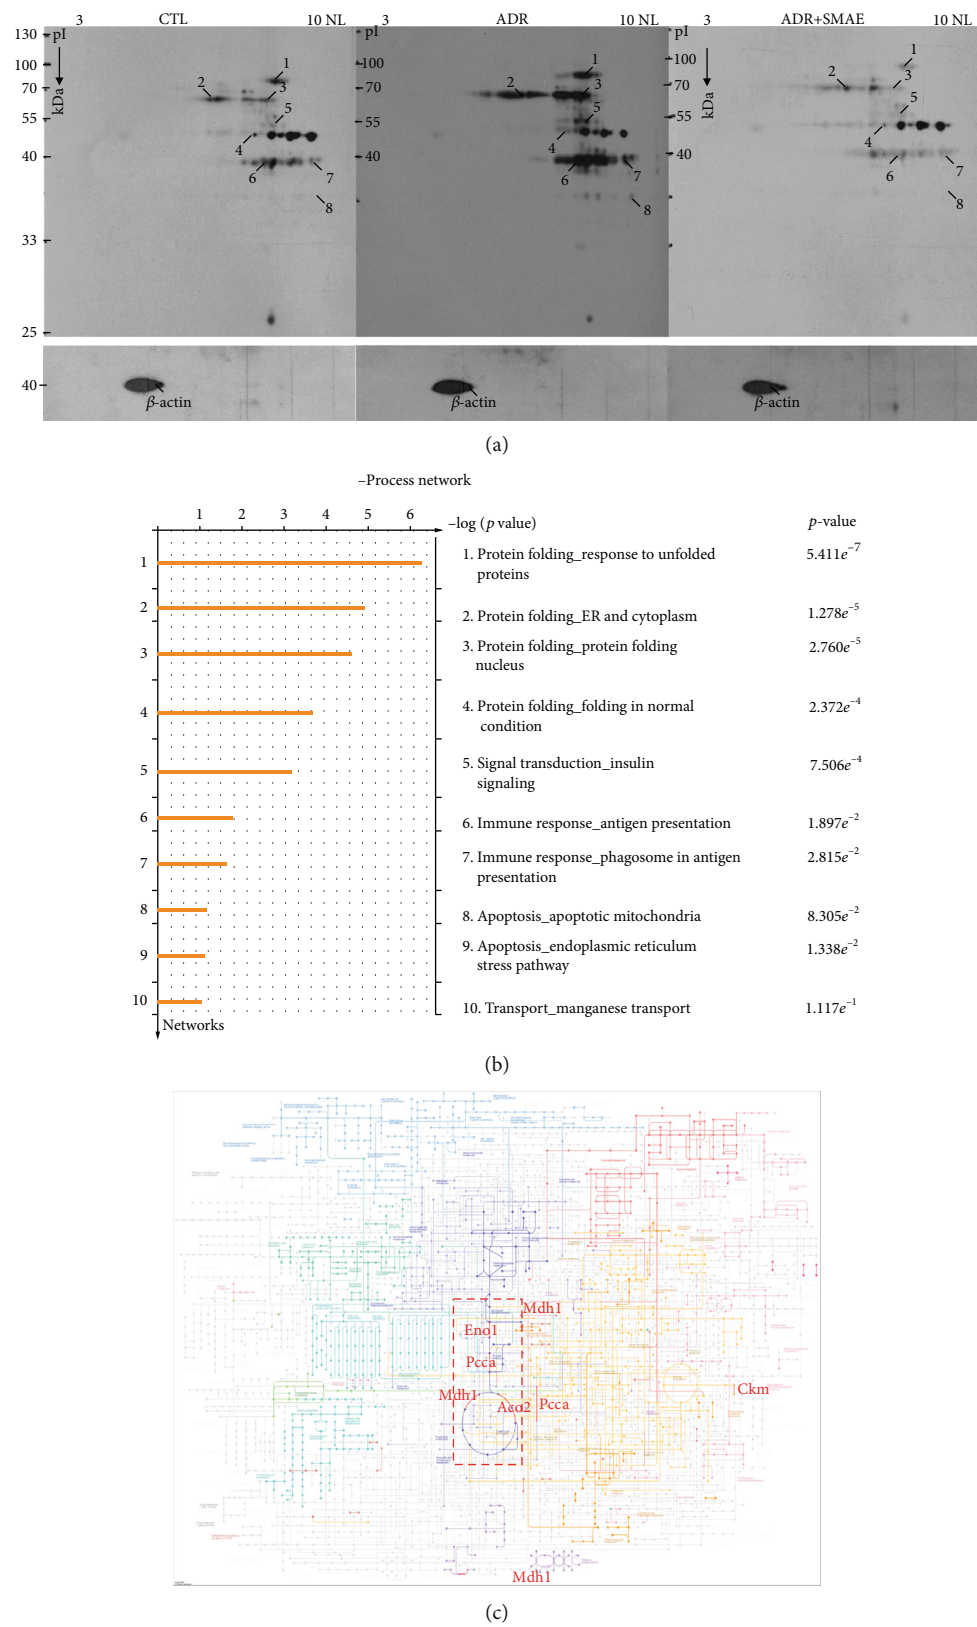 3 CTL 10 NL 3 ADR 10 NL 3 ADR+SMAE 10 NL
130 pI pI pI
100 100 100
70 70 70
kDa kDa
55 55 55
40 40 40
33
25
1 2 3 5 4 6 7 8
1 2 3 5 4 6 7 8
1 2 3 5 4 6 7 8
40
β-actin β-actin β-actin
(a)
–Process network
1 2 3 4 5 6 –log (p value) p-value
1 1. Protein folding_response to unfolded 5.411e–7
proteins
2 2. Protein folding_ER and cytoplasm 1.278e–5
3 3. Protein folding_protein folding 2.760e–5
nucleus
4 4. Protein folding_folding in normal 2.372e–4
condition
5 5. Signal transduction_insulin 7.506e–4
signaling
6 6. Immune response_antigen presentation 1.897e–2
7 7. Immune response_phagosome in antigen 2.815e–2
presentation
8 8. Apoptosis_apoptotic mitochondria 8.305e–2
9 9. Apoptosis_endoplasmic reticulum 1.338e–2
stress pathway
10 10. Transport_manganese transport 1.117e–1
Networks
(b)
Mdh1
Eno1
Pcca
Mdh1 Ckm
Aco2 Pcca
Mdh1
(c)